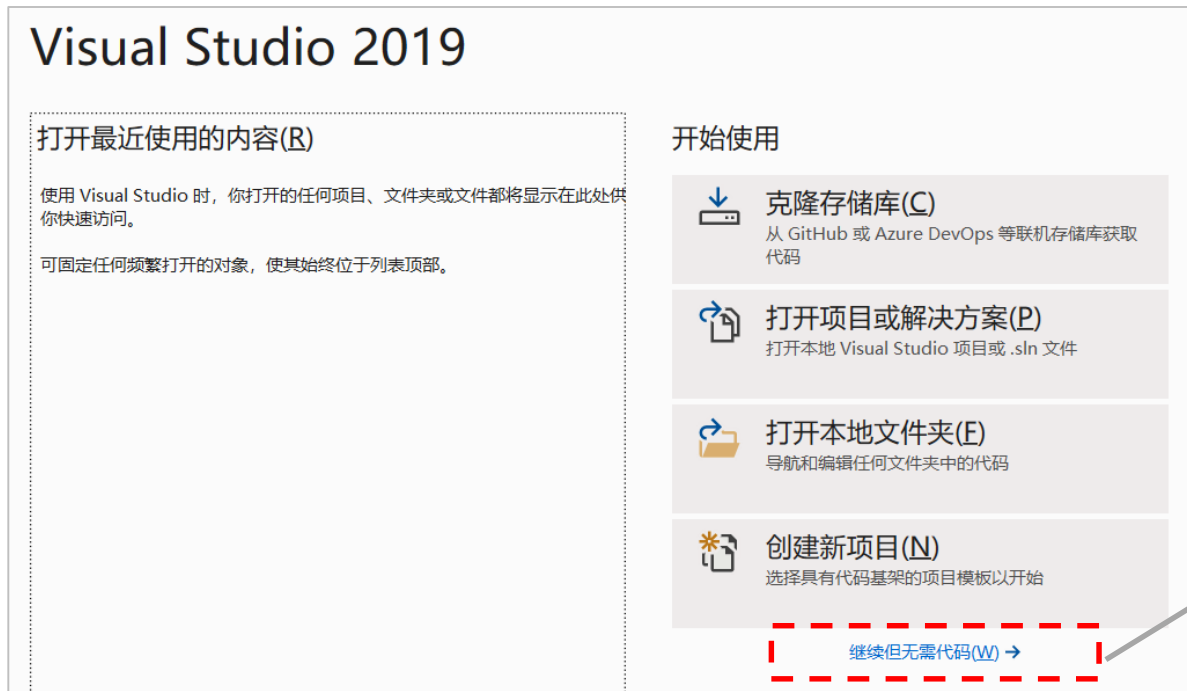 Visual Studio 2019
打开最近使用的内容(R)
使用 Visual Studio 时，你打开的任何项目、文件夹或文件都将显示在此处供
你快速访问。
可固定任何频繁打开的对象，使其始终位于列表顶部。
开始使用
克隆存储库(C)
从 GitHub 或 Azure DevOps 等联机存储库获取
代码
打开项目或解决方案(P)
打开本地 Visual Studio 项目或 .sln 文件
打开本地文件夹(F)
导航和编辑任何文件夹中的代码
创建新项目(N)
选择具有代码基架的项目模板以开始
继续但无需代码(W) →